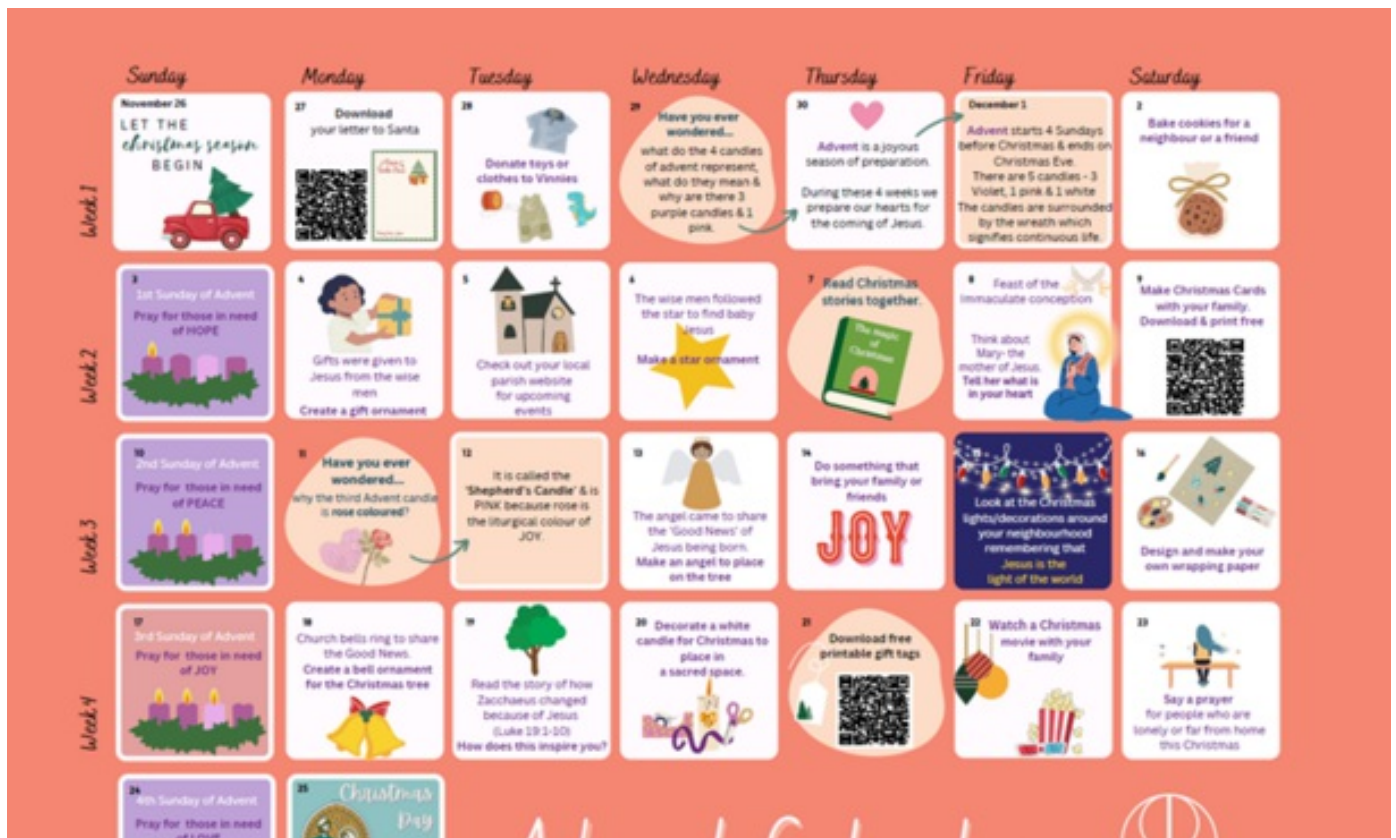 Sunday
Monday
Tuesday
Wednesday
Thursday
Friday
Saturday
Week 1
November 26
LET THE
christmas season
BEGIN
27
Download
your letter to Santa
28
Donate toys or
clothes to Vinnies
29
Have you ever
wondered...
what do the 4 candles
of advent represent,
what do they mean &
why are there 3
purple candles & 1
pink.
30
Advent is a joyous
season of preparation.
During these 4 weeks we
prepare our hearts for
the coming of Jesus.
December 1
Advent starts 4 Sundays
before Christmas & ends on
Christmas Eve.
There are 5 candles - 3
Violet, 1 pink & 1 white
The candles are surrounded
by the wreath which
signifies continuous life.
2
Bake cookies for a
neighbour or a friend
Week 2
3
1st Sunday of Advent
Pray for those in need
of HOPE
4
Gifts were given to
Jesus from the wise
men
Create a gift ornament
5
Check out your local
parish website
for upcoming
events
6
The wise men followed
the star to find baby
Jesus
Make a star ornament
7
Read Christmas
stories together.
The magic
of
Christmas
8
Feast of the
Immaculate conception
Think about
Mary- the
mother of Jesus.
Tell her what is
in your heart
9
Make Christmas Cards
with your family.
Download & print free
Week 3
10
2nd Sunday of Advent
Pray for those in need
of PEACE
11
Have you ever
wondered...
why the third Advent candle
is rose coloured?
12
It is called the
'Shepherd's Candle' & is
PINK because rose is
the liturgical colour of
JOY.
13
The angel came to share
the 'Good News' of
Jesus being born.
Make an angel to place
on the tree
14
Do something that
bring your family or
friends
JOY
15
Look at the Christmas
lights/decorations around
your neighbourhood
remembering that
Jesus is the
light of the world
16
Design and make your
own wrapping paper
Week 4
17
3rd Sunday of Advent
Pray for those in need
of JOY
18
Church bells ring to share
the Good News.
Create a bell ornament
for the Christmas tree
19
Read the story of how
Zacchaeus changed
because of Jesus
(Luke 19:1-10)
How does this inspire you?
20
Decorate a white
candle for Christmas to
place in
a sacred space.
21
Download free
printable gift tags
22
Watch a Christmas
movie with your
family
23
Say a prayer
for people who are
lonely or far from home
this Christmas
24
4th Sunday of Advent
Pray for those in need
of LOVE
25
Christmas
Day